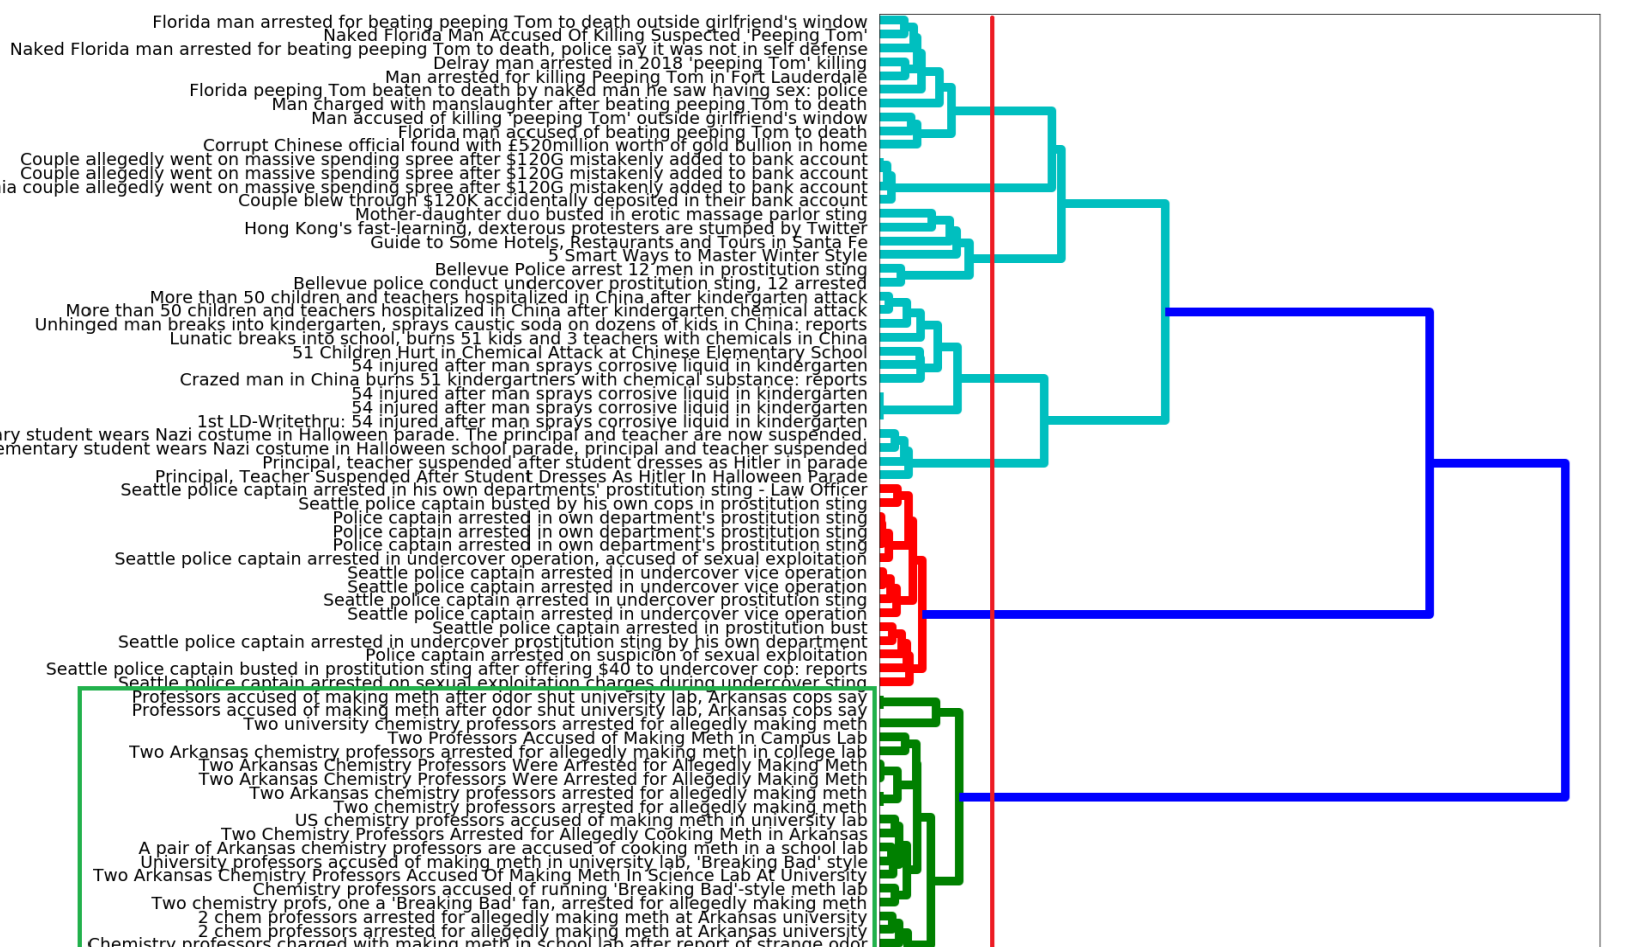 Florida man arrested for beating peeping Tom to death outside girlfriend's window
Naked Florida Man Accused Of Killing Suspected 'Peeping Tom'
Naked Florida man arrested for beating peeping Tom to death, police say it was not in self defense
Delray man arrested in 2018 'peeping Tom' killing
Man arrested for killing Peeping Tom in Fort Lauderdale
Florida peeping Tom beaten to death by naked man he saw having sex: police
Man charged with manslaughter after beating peeping Tom to death
Man accused of killing 'peeping Tom' outside girlfriend's window
Florida man accused of beating peeping Tom to death
Corrupt Chinese official found with £520million worth of gold bullion in home
Couple allegedly went on massive spending spree after $120G mistakenly added to bank account
Couple allegedly went on massive spending spree after $120G mistakenly added to bank account
ia couple allegedly went on massive spending spree after $120G mistakenly added to bank account
Couple blew through $120K accidentally deposited in their bank account
Mother-daughter duo busted in erotic massage parlor sting
Hong Kong's fast-learning, dexterous protesters are stumped by Twitter
Guide to Some Hotels, Restaurants and Tours in Santa Fe
5 Smart Ways to Master Winter Style
Bellevue Police arrest 12 men in prostitution sting
Bellevue police conduct undercover prostitution sting, 12 arrested
More than 50 children and teachers hospitalized in China after kindergarten attack
More than 50 children and teachers hospitalized in China after kindergarten chemical attack
Unhinged man breaks into kindergarten, sprays caustic soda on dozens of kids in China: reports
Lunatic breaks into school, burns 51 kids and 3 teachers with chemicals in China
51 Children Hurt in Chemical Attack at Chinese Elementary School
54 injured after man sprays corrosive liquid in kindergarten
Crazed man in China burns 51 kindergartners with chemical substance: reports
54 injured after man sprays corrosive liquid in kindergarten
54 injured after man sprays corrosive liquid in kindergarten
1st LD-Writethru: 54 injured after man sprays corrosive liquid in kindergarten
ry student wears Nazi costume in Halloween parade. The principal and teacher are now suspended.
ementary student wears Nazi costume in Halloween school parade, principal and teacher suspended
Principal, teacher suspended after student dresses as Hitler in parade
Principal, Teacher Suspended After Student Dresses As Hitler In Halloween Parade
Seattle police captain arrested in his own departments' prostitution sting - Law Officer
Seattle police captain busted by his own cops in prostitution sting
Police captain arrested in own department's prostitution sting
Police captain arrested in own department's prostitution sting
Police captain arrested in own department's prostitution sting
Seattle police captain arrested in undercover operation, accused of sexual exploitation
Seattle police captain arrested in undercover vice operation
Seattle police captain arrested in undercover vice operation
Seattle police captain arrested in undercover prostitution sting
Seattle police captain arrested in undercover vice operation
Seattle police captain arrested in prostitution bust
Seattle police captain arrested in undercover prostitution sting by his own department
Police captain arrested on suspicion of sexual exploitation
Seattle police captain busted in prostitution sting after offering $40 to undercover cop: reports
Seattle police captain arrested on sexual exploitation charges during undercover sting
Professors accused of making meth after odor shut university lab, Arkansas cops say
Professors accused of making meth after odor shut university lab, Arkansas cops say
Two university chemistry professors arrested for allegedly making meth
Two Professors Accused of Making Meth in Campus Lab
Two Arkansas chemistry professors arrested for allegedly making meth in college lab
Two Arkansas Chemistry Professors Were Arrested for Allegedly Making Meth
Two Arkansas Chemistry Professors Were Arrested for Allegedly Making Meth
Two Arkansas chemistry professors arrested for allegedly making meth
Two chemistry professors arrested for allegedly making meth
US chemistry professors accused of making meth in university lab
Two Chemistry Professors Arrested for Allegedly Cooking Meth in Arkansas
A pair of Arkansas chemistry professors are accused of cooking meth in a school lab
University professors accused of making meth in university lab, 'Breaking Bad' style
Two Arkansas Chemistry Professors Accused Of Making Meth In Science Lab At University
Chemistry professors accused of running 'Breaking Bad'-style meth lab
Two chemistry profs, one a 'Breaking Bad' fan, arrested for allegedly making meth
2 chem professors arrested for allegedly making meth at Arkansas university
2 chem professors arrested for allegedly making meth at Arkansas university
Chemistry professors charged with making meth in school lab after report of strange odor